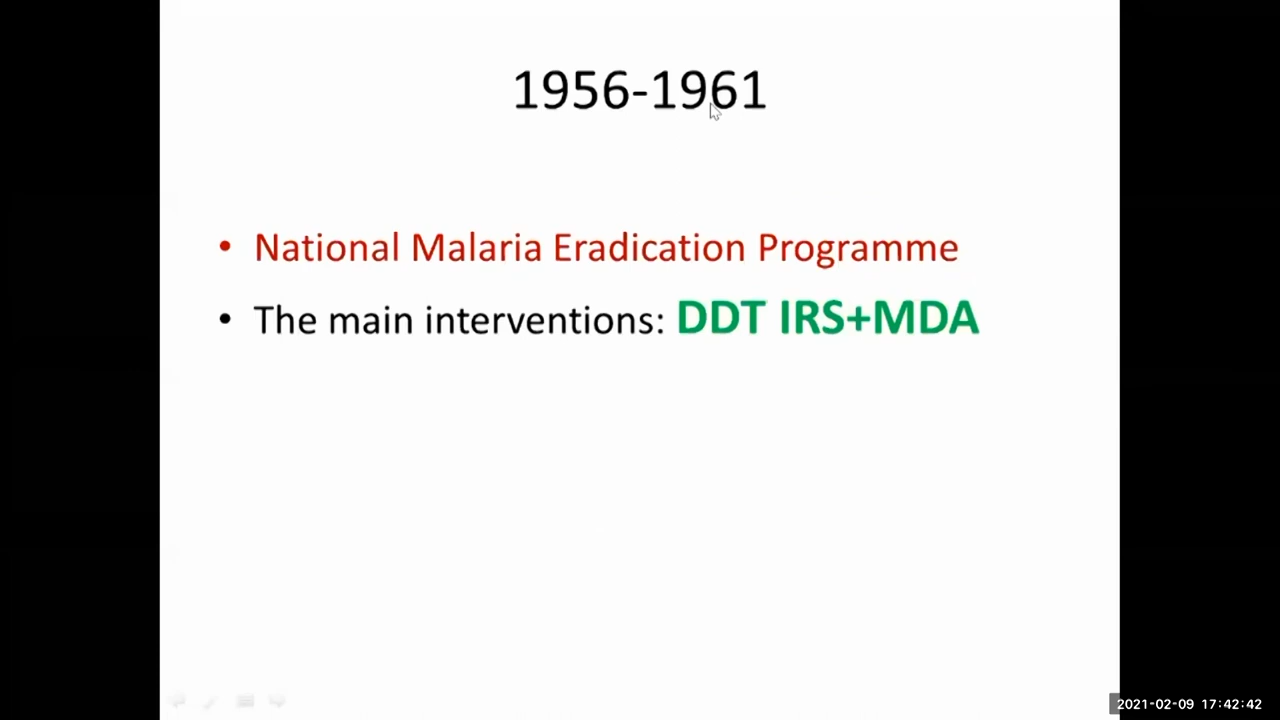 1956-1961
• National Malaria Eradication Programme
• The main interventions: DDT IRS+MDA
2021-02-09 17:42:42